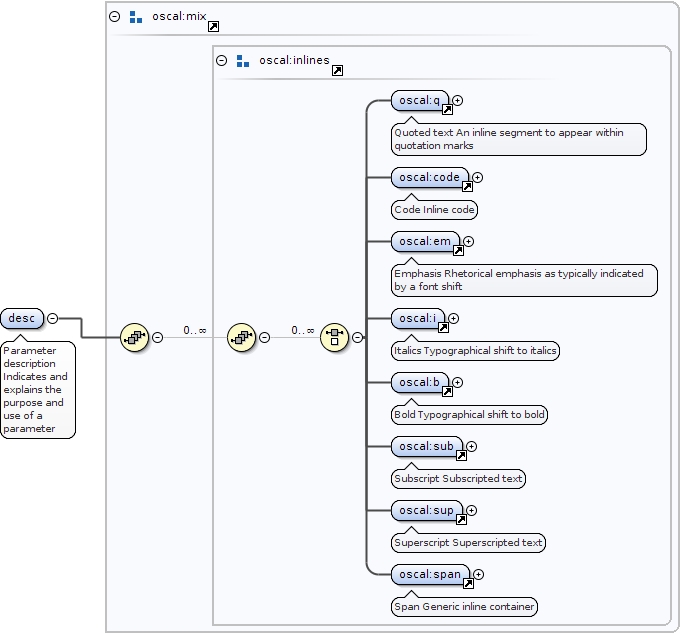 oscal:mix
oscal:inlines
oscal:q
Quoted text An inline segment to appear within
quotation marks
oscal:code
Code Inline code
oscal:em
Emphasis Rhetorical emphasis as typically indicated
by a font shift
desc
Parameter
description
Indicates and
explains the
purpose and
use of a
parameter
0..∞
0..∞
oscal:i
Italics Typographical shift to italics
oscal:b
Bold Typographical shift to bold
oscal:sub
Subscript Subscripted text
oscal:sup
Superscript Superscripted text
oscal:span
Span Generic inline container